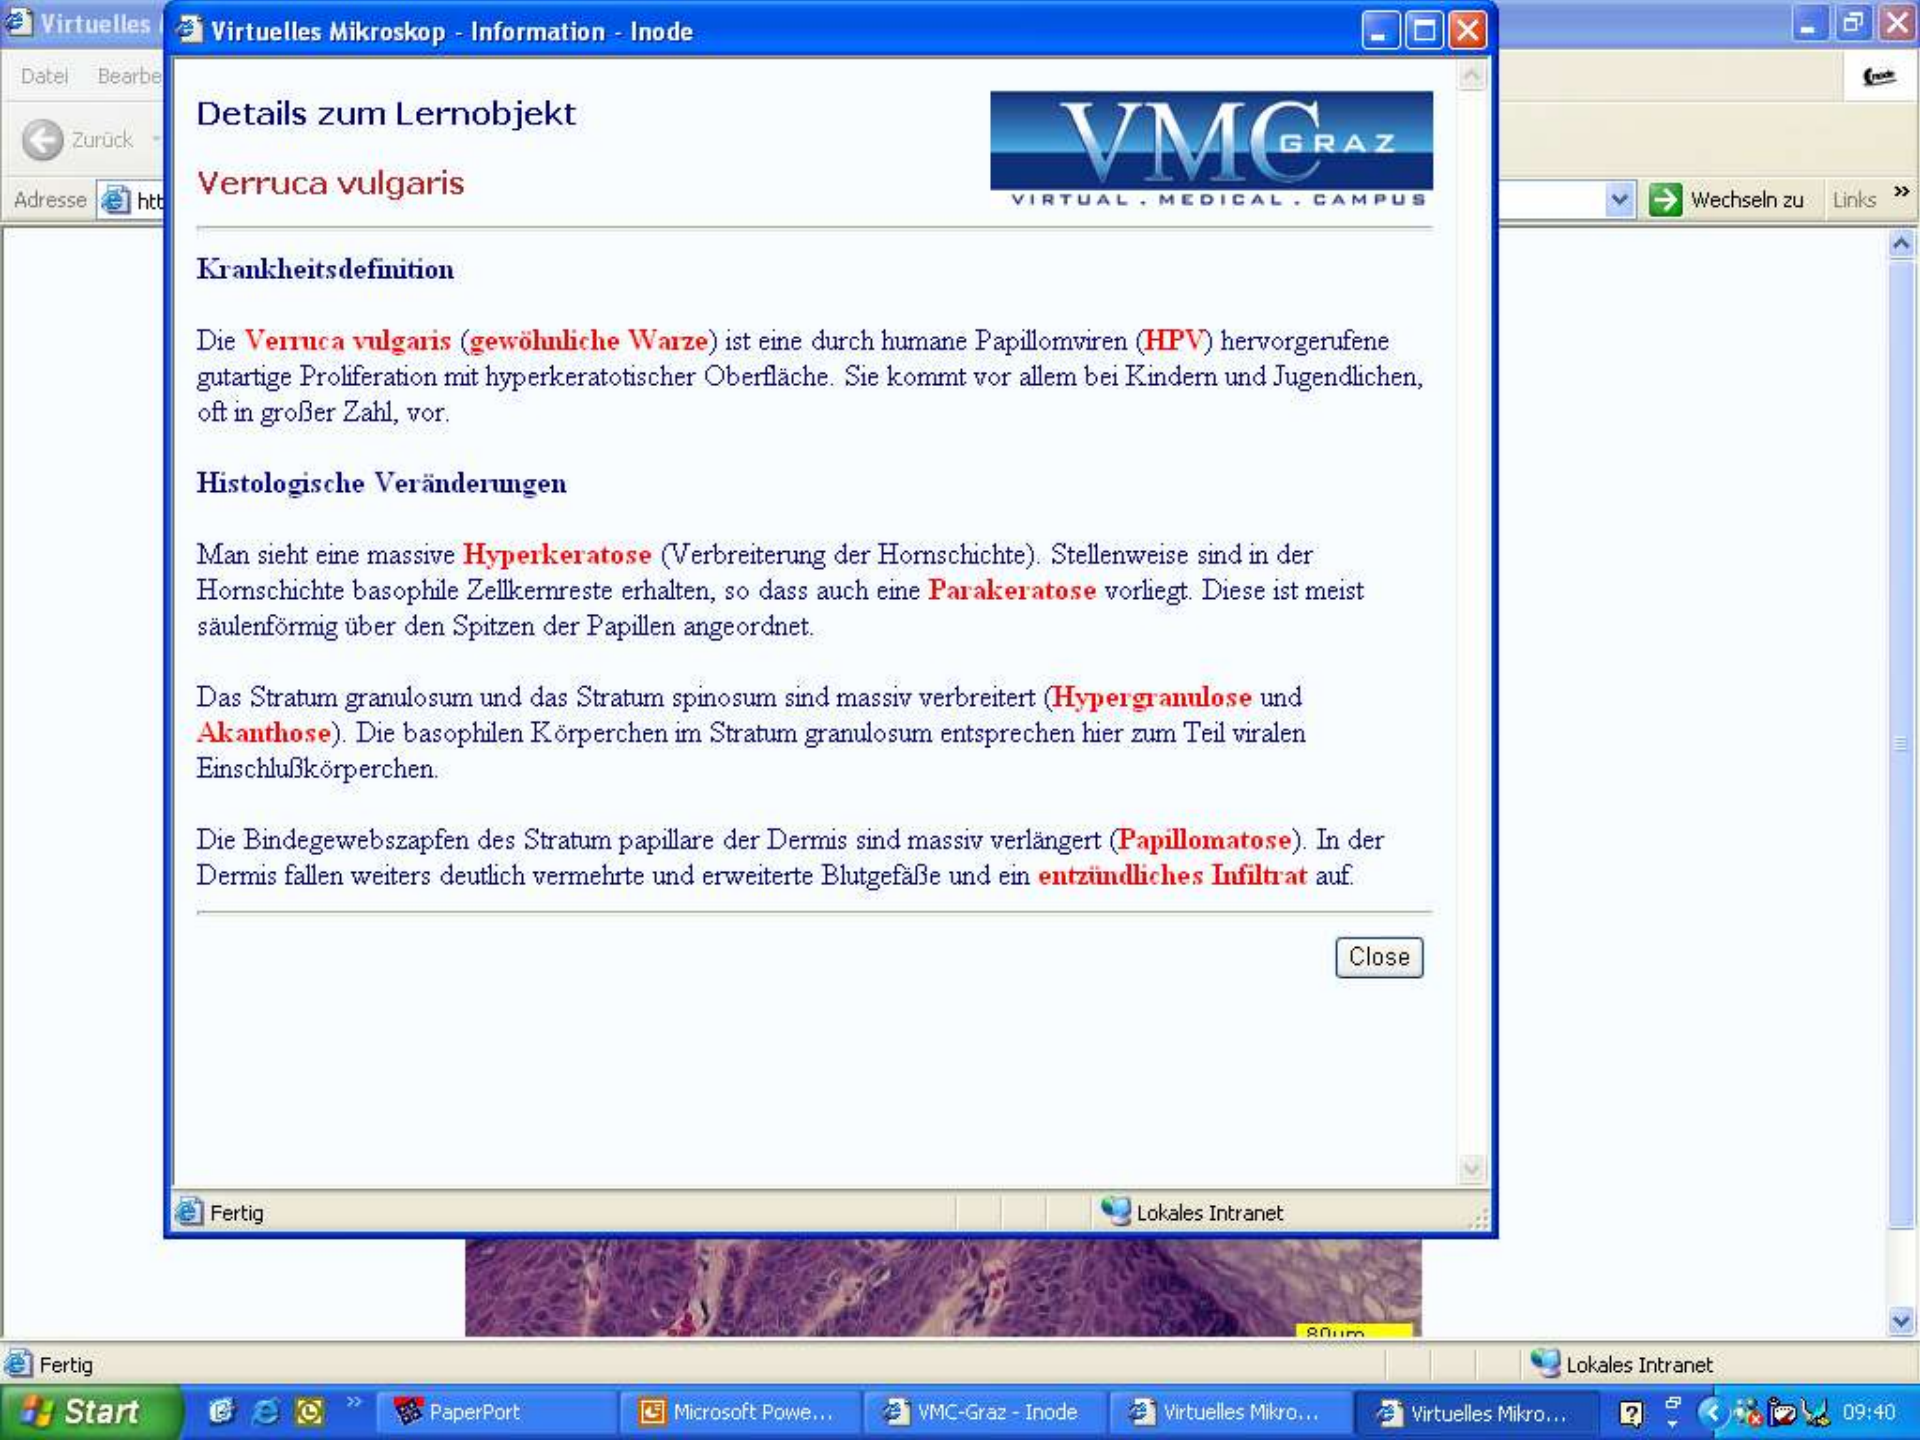 Virtuelles
Virtuelles Mikroskop - Information - Inode
Datei Bearbe
Zurück
Adresse htt
Wechseln zu Links »
inode
Details zum Lernobjekt
VMC GRAZ
VIRTUAL . MEDICAL . CAMPUS
Verruca vulgaris
Krankheitsdefinition
Die Verruca vulgaris (gewöhnliche Warze) ist eine durch humane Papillomviren (HPV) hervorgerufene
gutartige Proliferation mit hyperkeratotischer Oberfläche. Sie kommt vor allem bei Kindern und Jugendlichen,
oft in großer Zahl, vor.
Histologische Veränderungen
Man sieht eine massive Hyperkeratose (Verbreiterung der Hornschichte). Stellenweise sind in der
Hornschichte basophile Zellkernreste erhalten, so dass auch eine Parakeratose vorliegt. Diese ist meist
säulenförmig über den Spitzen der Papillen angeordnet.
Das Stratum granulosum und das Stratum spinosum sind massiv verbreitert (Hypergranulose und
Akanthose). Die basophilen Körperchen im Stratum granulosum entsprechen hier zum Teil viralen
Einschlußkörperchen.
Die Bindegewebszapfen des Stratum papillare der Dermis sind massiv verlängert (Papillomatose). In der
Dermis fallen weiters deutlich vermehrte und erweiterte Blutgefäße und ein entzündliches Infiltrat auf.
Close
Fertig Lokales Intranet
80µm
Fertig Lokales Intranet
Start » PaperPort Microsoft Powe... VMC-Graz - Inode Virtuelles Mikro... Virtuelles Mikro... 09:40